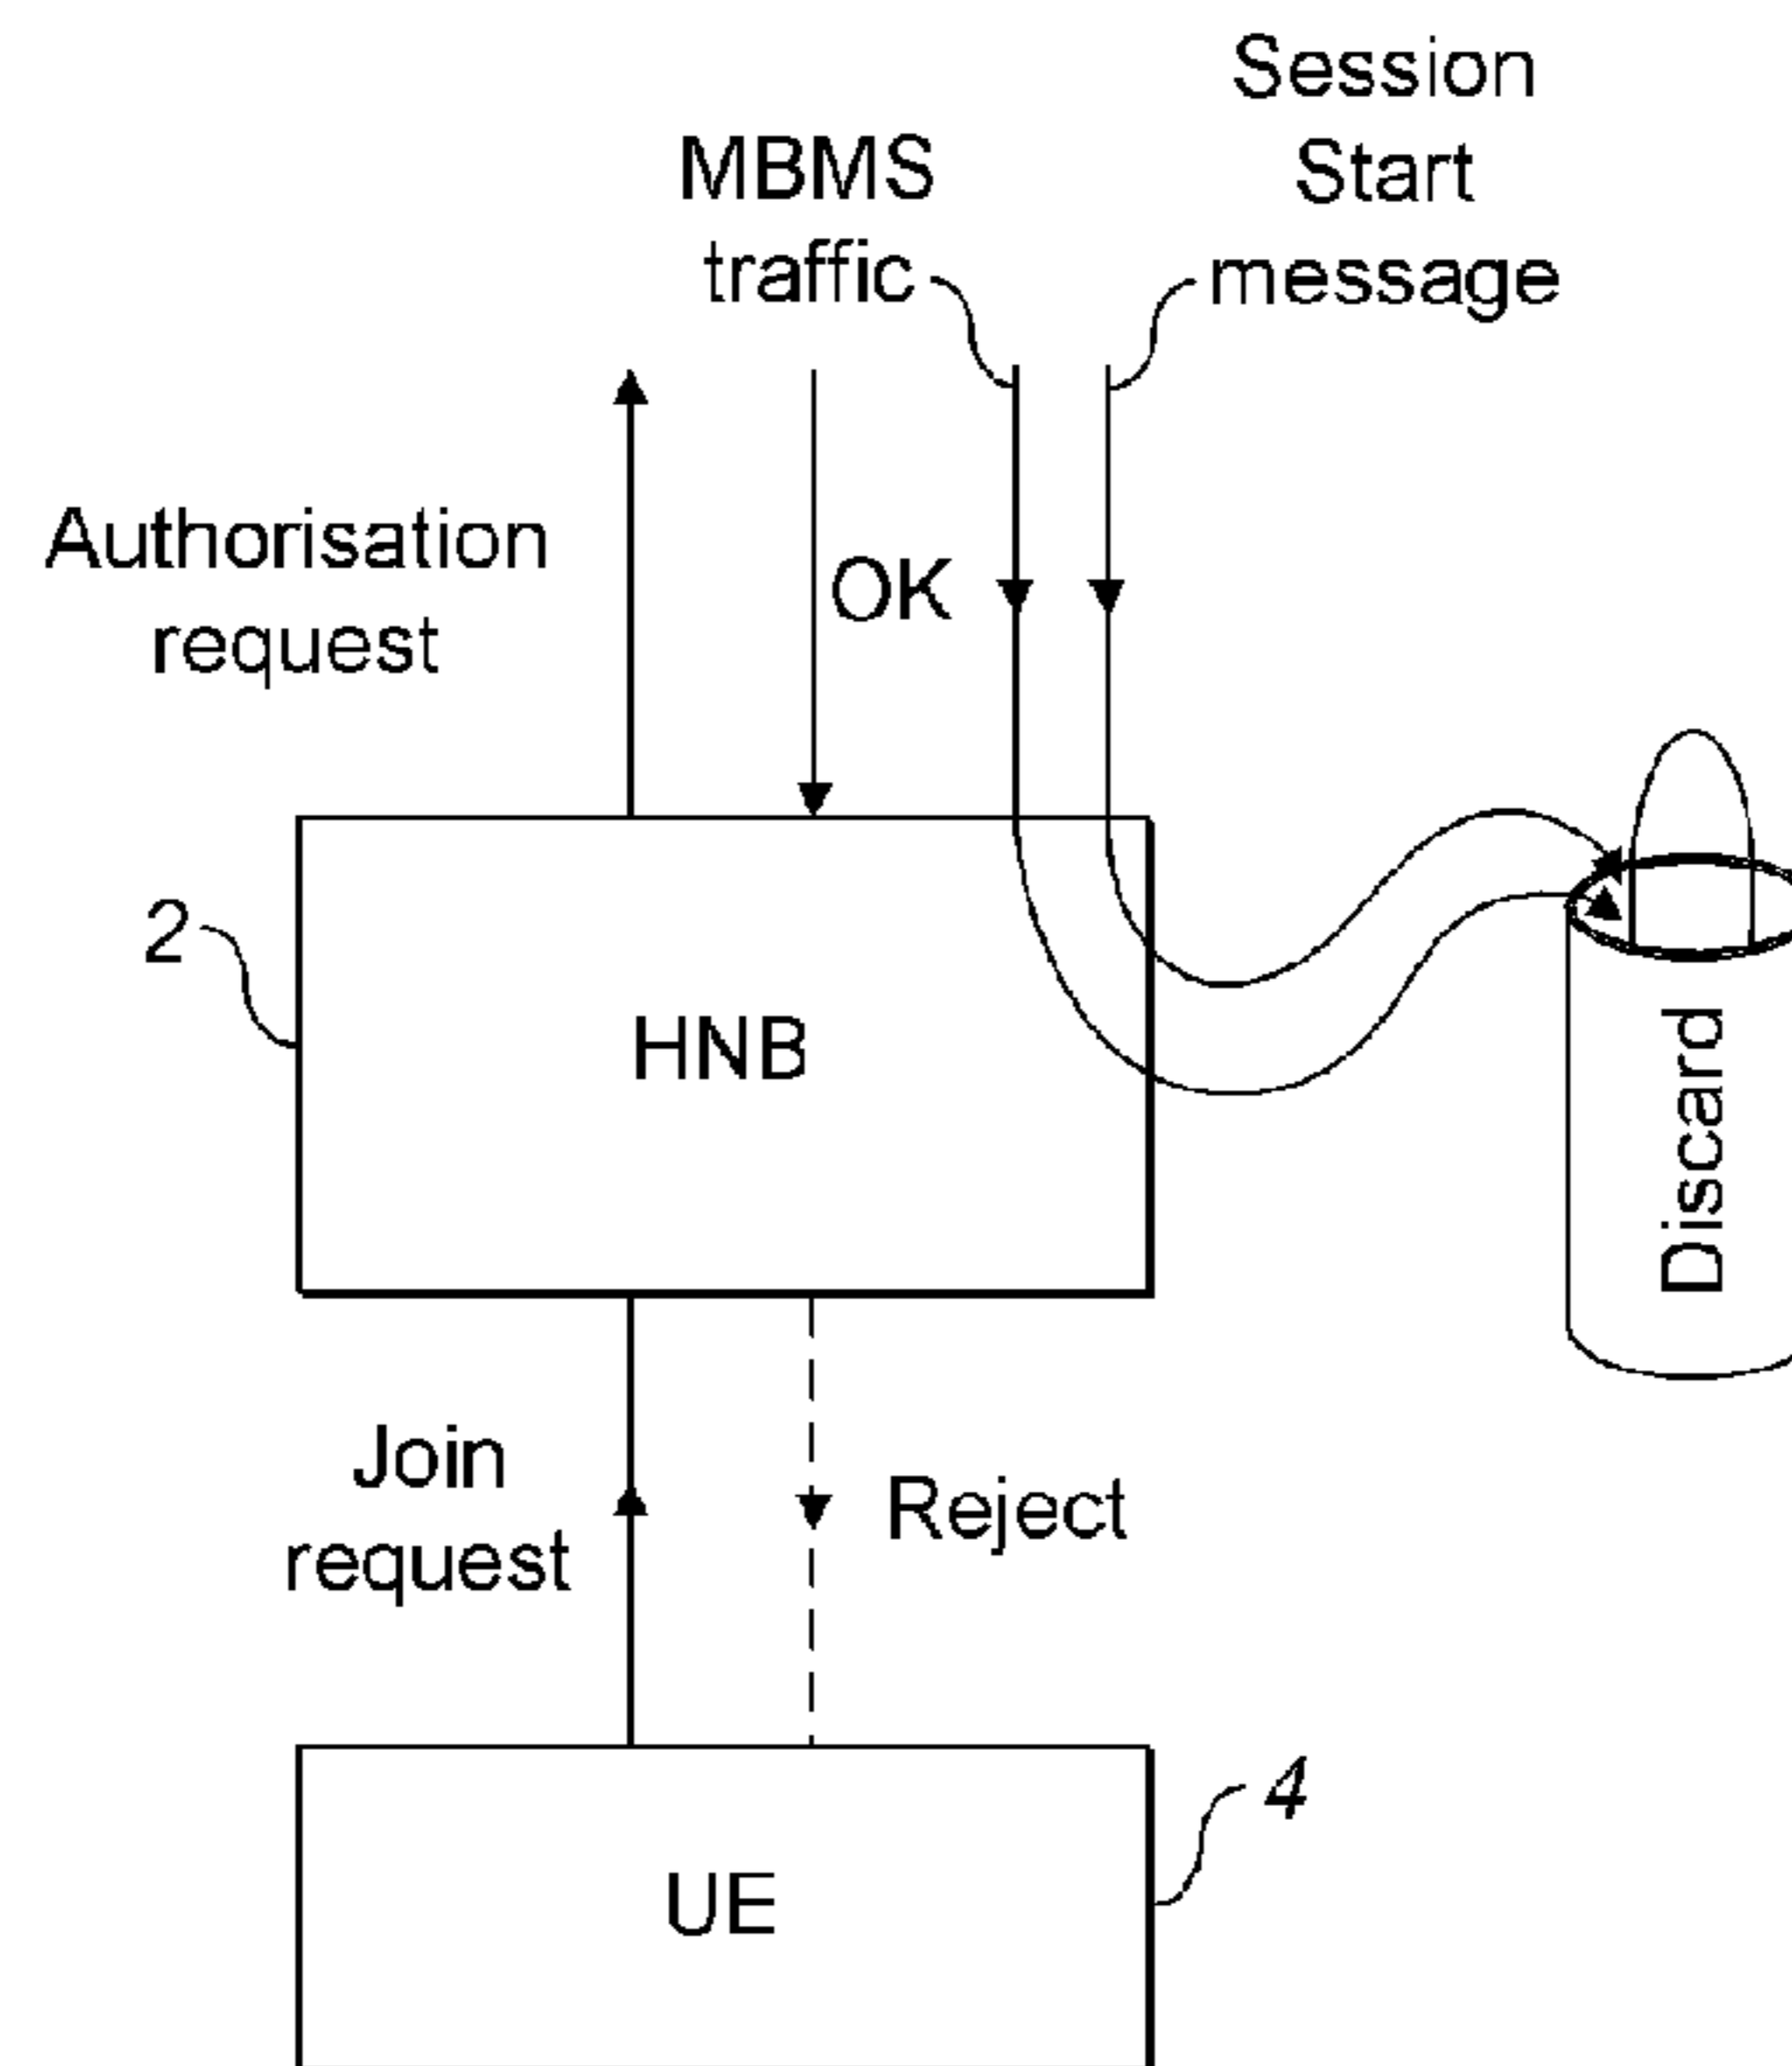 Session
Start
message
MBMS
traffic
Authorisation
request
OK
2
HNB
Discard
Join
request
Reject
4
UE